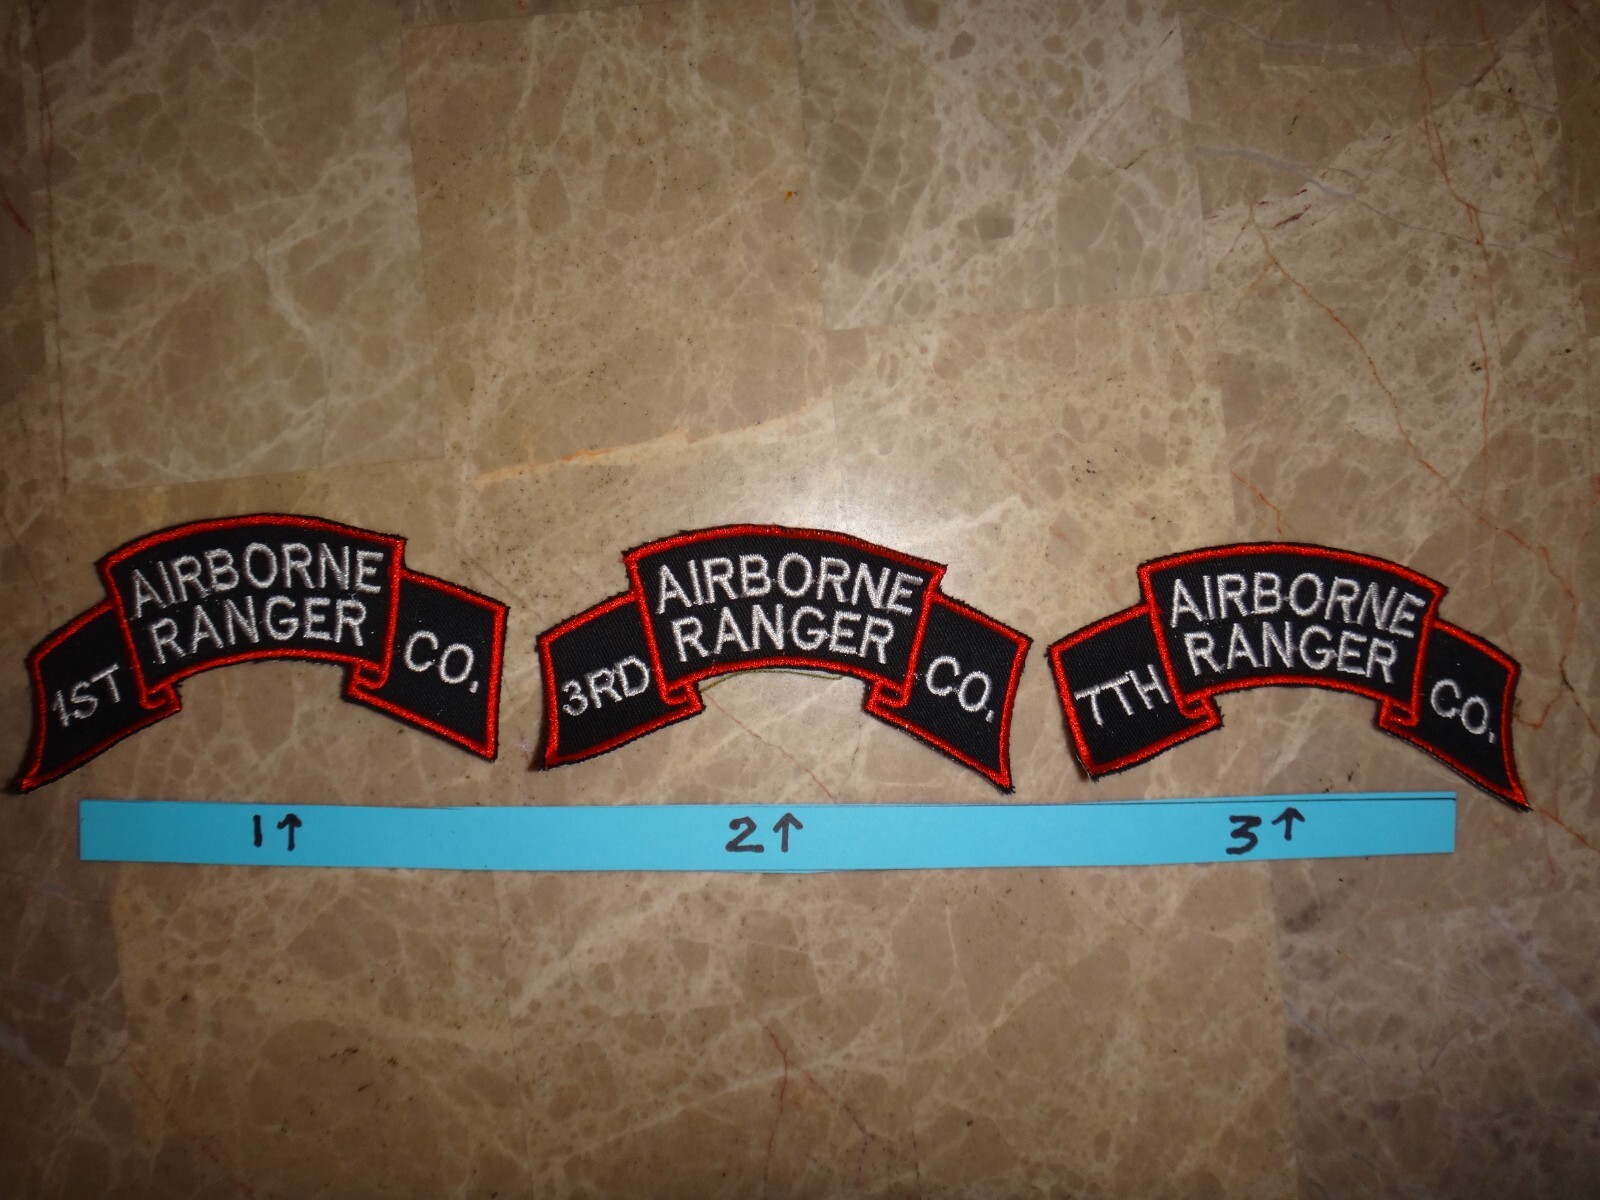 AIRBORNE
RANGER
1ST
CO.
AIRBORNE
RANGER
3RD
CO.
AIRBORNE
RANGER
7TH
CO.
1↑
2↑
3↑